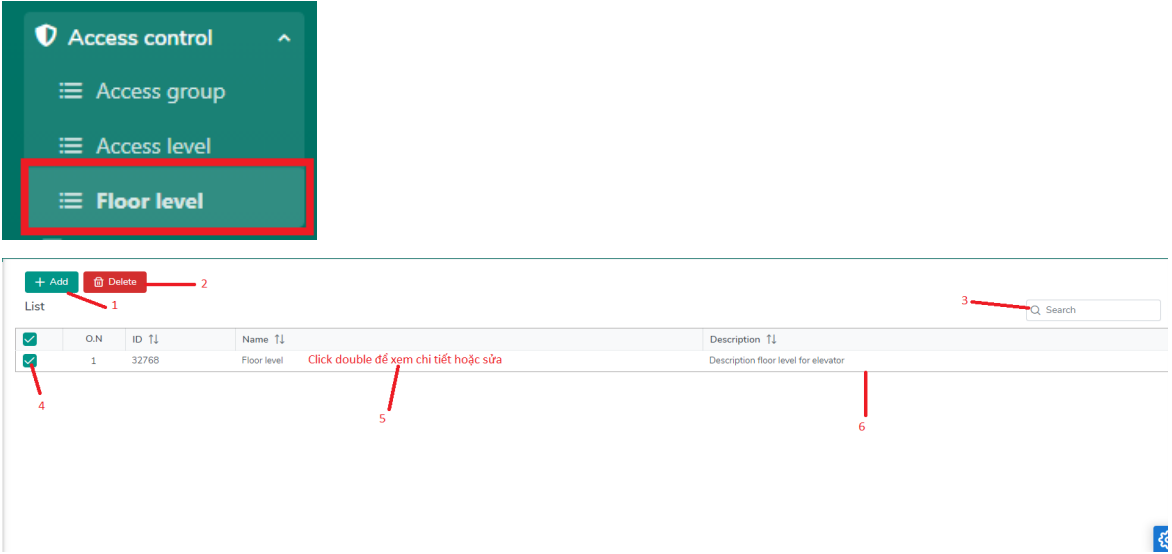 Access control
Access group
Access level
Floor level
+ Add
Delete
2
1
List
3
Search
O.N
ID
Name
Description
1
32768
Floor level
Click double để xem chi tiết hoặc sửa
Description floor level for elevator
4
5
6